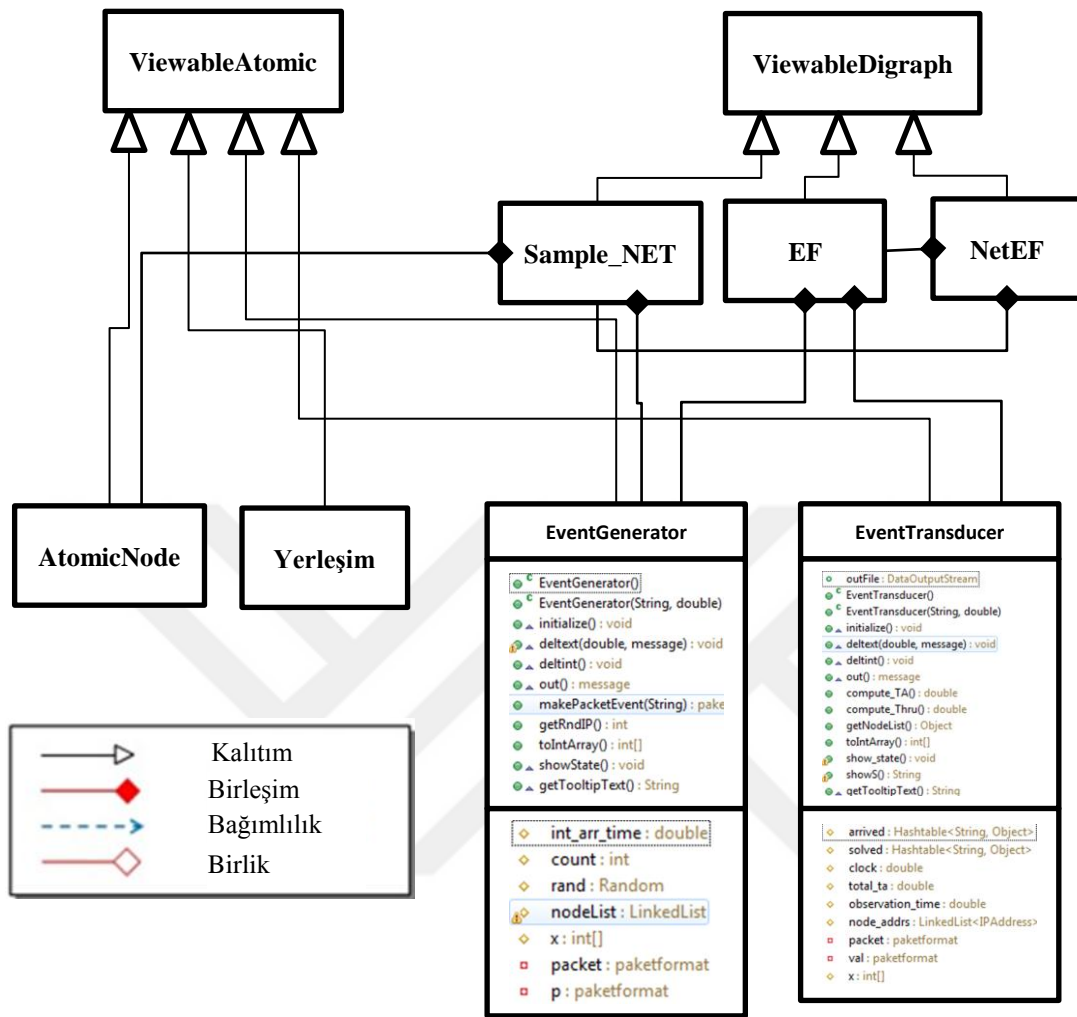 ViewableAtomic
ViewableDigraph
Sample_NET
EF
NetEF
AtomicNode
Yerleşim
EventGenerator
C EventGenerator()
C EventGenerator(String, double)
initialize() : void
deltext(double, message) : void
deltint() : void
out() : message
makePacketEvent(String) : pake
getRndIP() : int
toIntArray() : int[]
showState() : void
getTooltipText() : String
int_arr_time : double
count : int
rand : Random
nodeList : LinkedList
x : int[]
packet : paketformat
p : paketformat
EventTransducer
outFile : DataOutputStream
C EventTransducer()
C EventTransducer(String, double)
initialize() : void
deltext(double, message) : void
deltint() : void
out() : message
compute_TA() : double
compute_Thru() : double
getNodeList() : Object
toIntArray() : int[]
show_state() : void
showS() : String
getTooltipText() : String
arrived : Hashtable<String, Object>
solved : Hashtable<String, Object>
clock : double
total_ta : double
observation_time : double
node_addrs : LinkedList<IPAddress>
packet : paketformat
val : paketformat
x : int[]
Kalıtım
Birleşim
Bağımlılık
Birlik